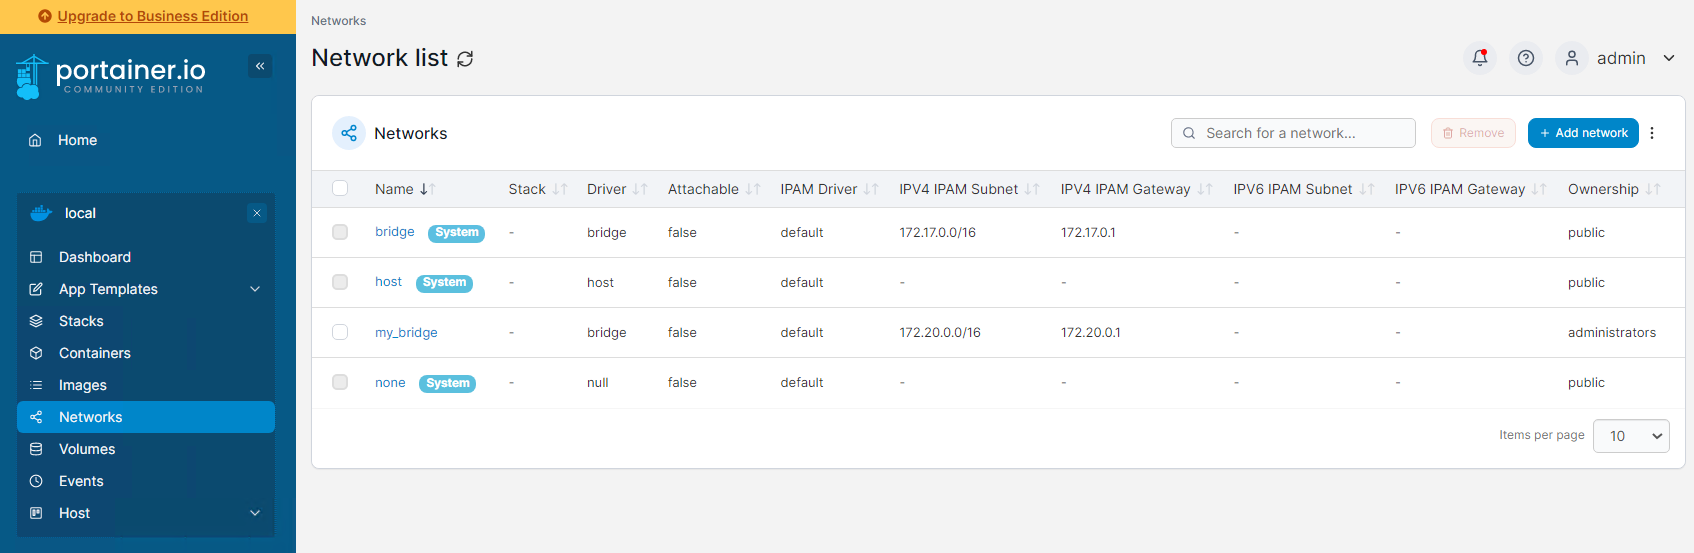 Upgrade to Business Edition
portainer.io
COMMUNITY EDITION
Home
local
Dashboard
App Templates
Stacks
Containers
Images
Networks
Volumes
Events
Host
Networks
Network list
admin
Networks
Search for a network...
Remove
+ Add network
Name Stack Driver Attachable IPAM Driver IPV4 IPAM Subnet IPV4 IPAM Gateway IPV6 IPAM Subnet IPV6 IPAM Gateway Ownership
bridge System - bridge false default 172.17.0.0/16 172.17.0.1 - - public
host System - host false default - - - - public
my_bridge - bridge false default 172.20.0.0/16 172.20.0.1 - - administrators
none System - null false default - - - - public
Items per page 10